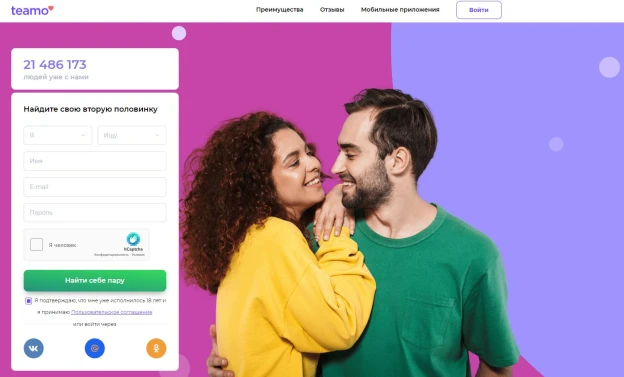 teamo
Преимущества Отзывы Мобильные приложения Войти
21 486 173
людей уже с нами
Найдите свою вторую половинку
Я Ищу
Имя
E-mail
Пароль
Я человек
hCaptcha
Конфиденциальность - Условия
Найти себе пару
Я подтверждаю, что мне уже исполнилось 18 лет и
я принимаю Пользовательское соглашение
или войти через